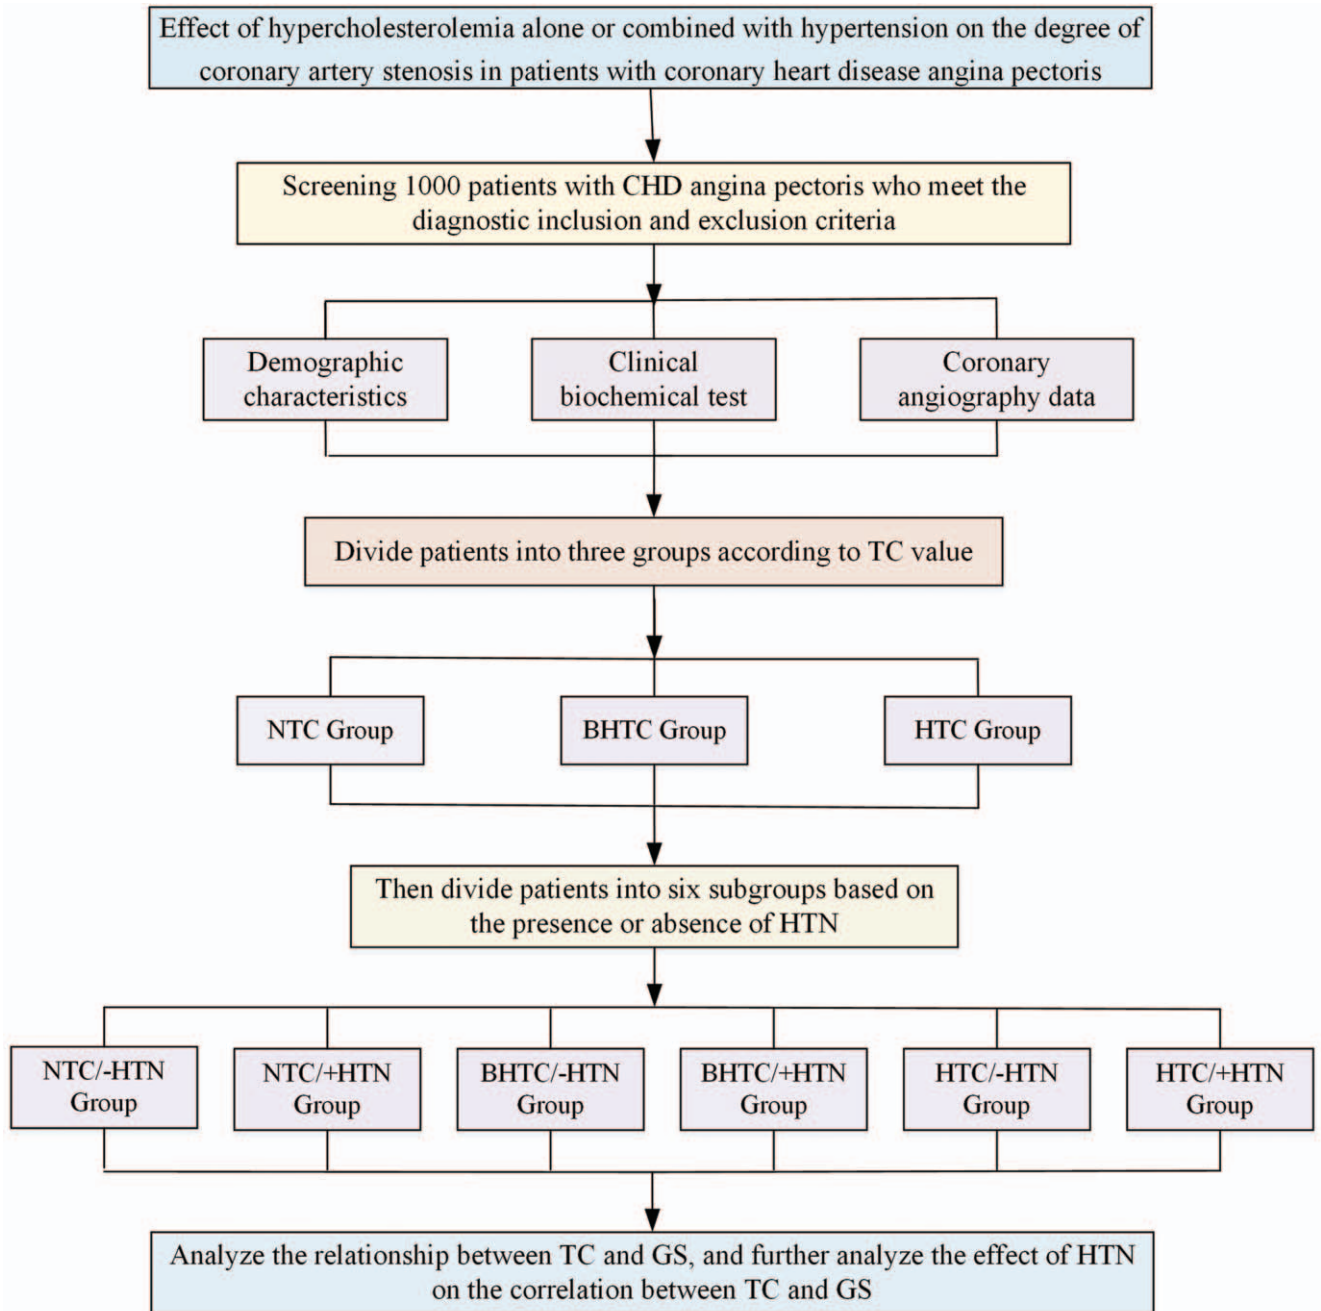 Effect of hypercholesterolemia alone or combined with hypertension on the degree of
coronary artery stenosis in patients with coronary heart disease angina pectoris
Screening 1000 patients with CHD angina pectoris who meet the
diagnostic inclusion and exclusion criteria
Demographic
characteristics
Clinical
biochemical test
Coronary
angiography data
Divide patients into three groups according to TC value
NTC Group
BHTC Group
HTC Group
Then divide patients into six subgroups based on
the presence or absence of HTN
NTC/-HTN
Group
NTC/+HTN
Group
BHTC/-HTN
Group
BHTC/+HTN
Group
HTC/-HTN
Group
HTC/+HTN
Group
Analyze the relationship between TC and GS, and further analyze the effect of HTN
on the correlation between TC and GS